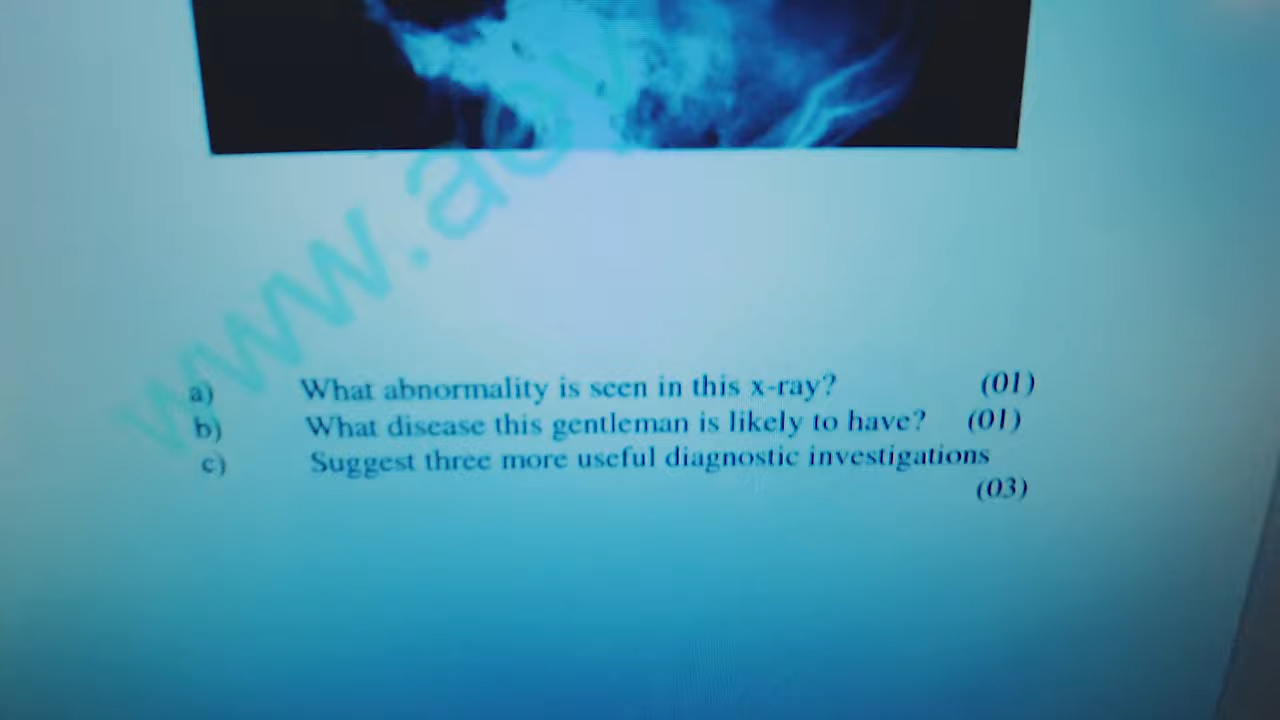 www.ao
a) What abnormality is seen in this x-ray? (01)
b) What disease this gentleman is likely to have? (01)
c) Suggest three more useful diagnostic investigations
(03)